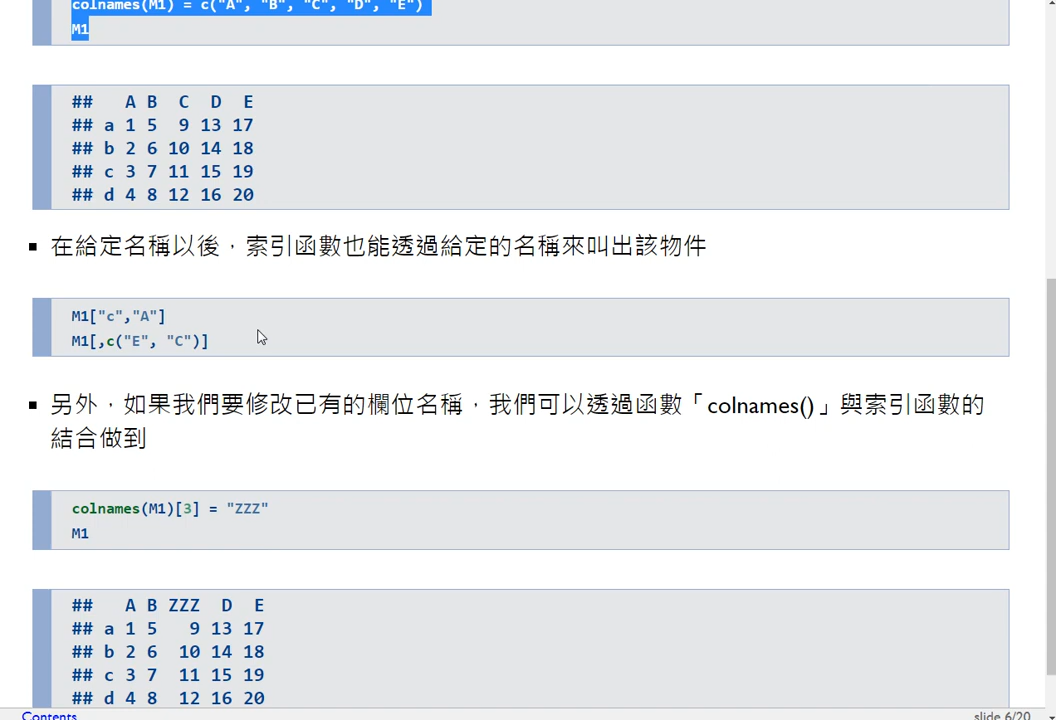 colnames(M1) = c("A", "B", "C", "D", "E")
M1
##    A B  C  D  E
## a 1 5  9 13 17
## b 2 6 10 14 18
## c 3 7 11 15 19
## d 4 8 12 16 20
▪ 在給定名稱以後，索引函數也能透過給定的名稱來叫出該物件
M1["c","A"]
M1[,c("E", "C")]
▪ 另外，如果我們要修改已有的欄位名稱，我們可以透過函數「colnames()」與索引函數的
結合做到
colnames(M1)[3] = "ZZZ"
M1
##    A B ZZZ  D  E
## a 1 5   9 13 17
## b 2 6  10 14 18
## c 3 7  11 15 19
## d 4 8  12 16 20
Contents
slide 6/20